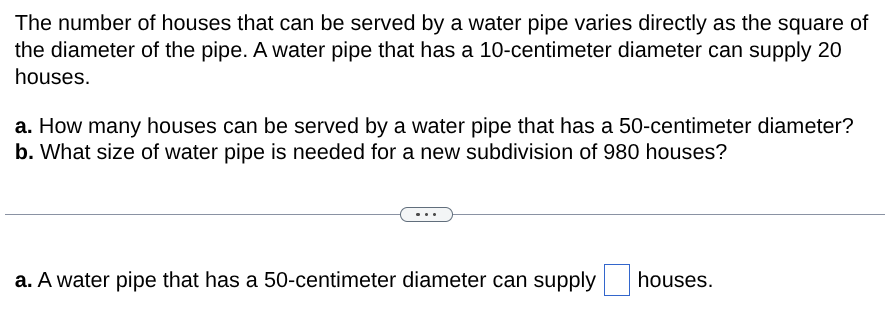 The number of houses that can be served by a water pipe varies directly as the square of
the diameter of the pipe. A water pipe that has a 10-centimeter diameter can supply 20
houses.
a. How many houses can be served by a water pipe that has a 50-centimeter diameter?
b. What size of water pipe is needed for a new subdivision of 980 houses?
a. A water pipe that has a 50-centimeter diameter can supply houses.